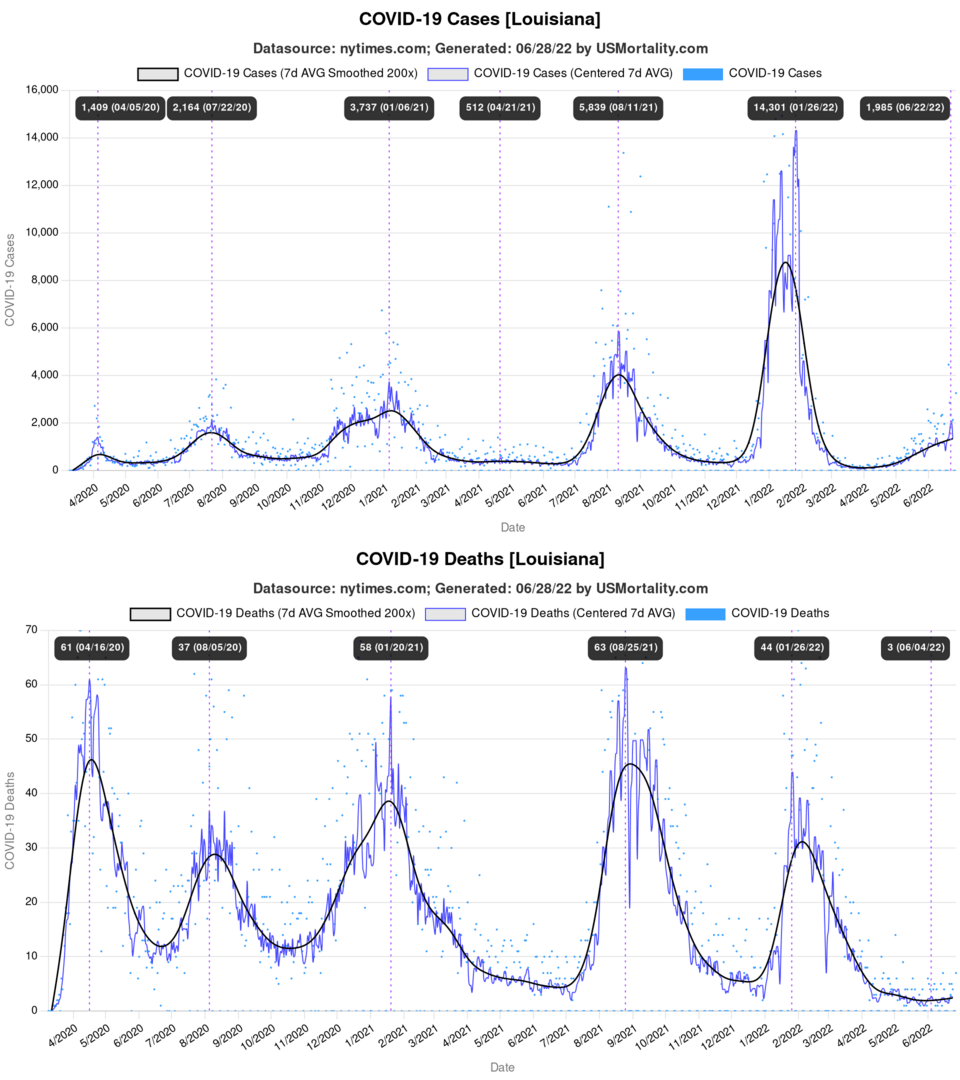 COVID-19 Cases [Louisiana]
Datasource: nytimes.com; Generated: 06/28/22 by USMortality.com
COVID-19 Cases (7d AVG Smoothed 200x) COVID-19 Cases (Centered 7d AVG) COVID-19 Cases
16,000
1,409 (04/05/20) 2,164 (07/22/20) 3,737 (01/06/21) 512 (04/21/21) 5,839 (08/11/21) 14,301 (01/26/22) 1,985 (06/22/22)
14,000
12,000
10,000
8,000
6,000
4,000
2,000
0
COVID-19 Cases
4/2020 5/2020 6/2020 7/2020 8/2020 9/2020 10/2020 11/2020 12/2020 1/2021 2/2021 3/2021 4/2021 5/2021 6/2021 7/2021 8/2021 9/2021 10/2021 11/2021 12/2021 1/2022 2/2022 3/2022 4/2022 5/2022 6/2022
Date
COVID-19 Deaths [Louisiana]
Datasource: nytimes.com; Generated: 06/28/22 by USMortality.com
COVID-19 Deaths (7d AVG Smoothed 200x) COVID-19 Deaths (Centered 7d AVG) COVID-19 Deaths
70
61 (04/16/20) 37 (08/05/20) 58 (01/20/21) 63 (08/25/21) 44 (01/26/22) 3 (06/04/22)
60
50
40
30
20
10
0
COVID-19 Deaths
4/2020 5/2020 6/2020 7/2020 8/2020 9/2020 10/2020 11/2020 12/2020 1/2021 2/2021 3/2021 4/2021 5/2021 6/2021 7/2021 8/2021 9/2021 10/2021 11/2021 12/2021 1/2022 2/2022 3/2022 4/2022 5/2022 6/2022
Date